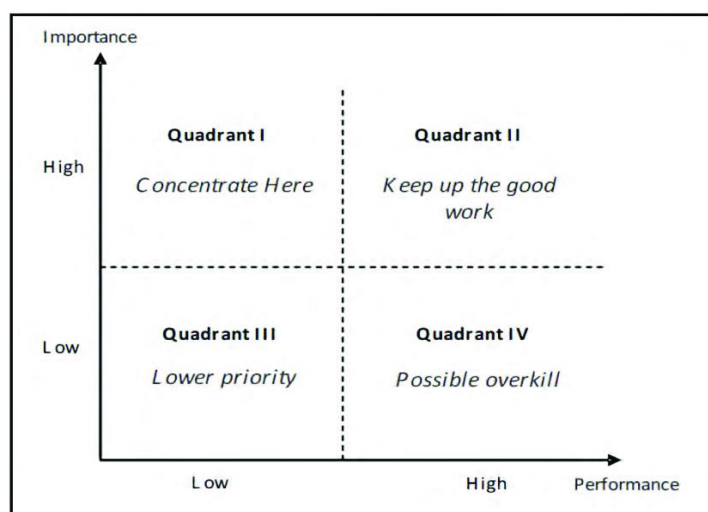 Importance
Quadrant I
Quadrant II
High
Concentrate Here
Keep up the good
work
Quadrant III
Quadrant IV
Low
Lower priority
Possible overkill
Low
High
Performance